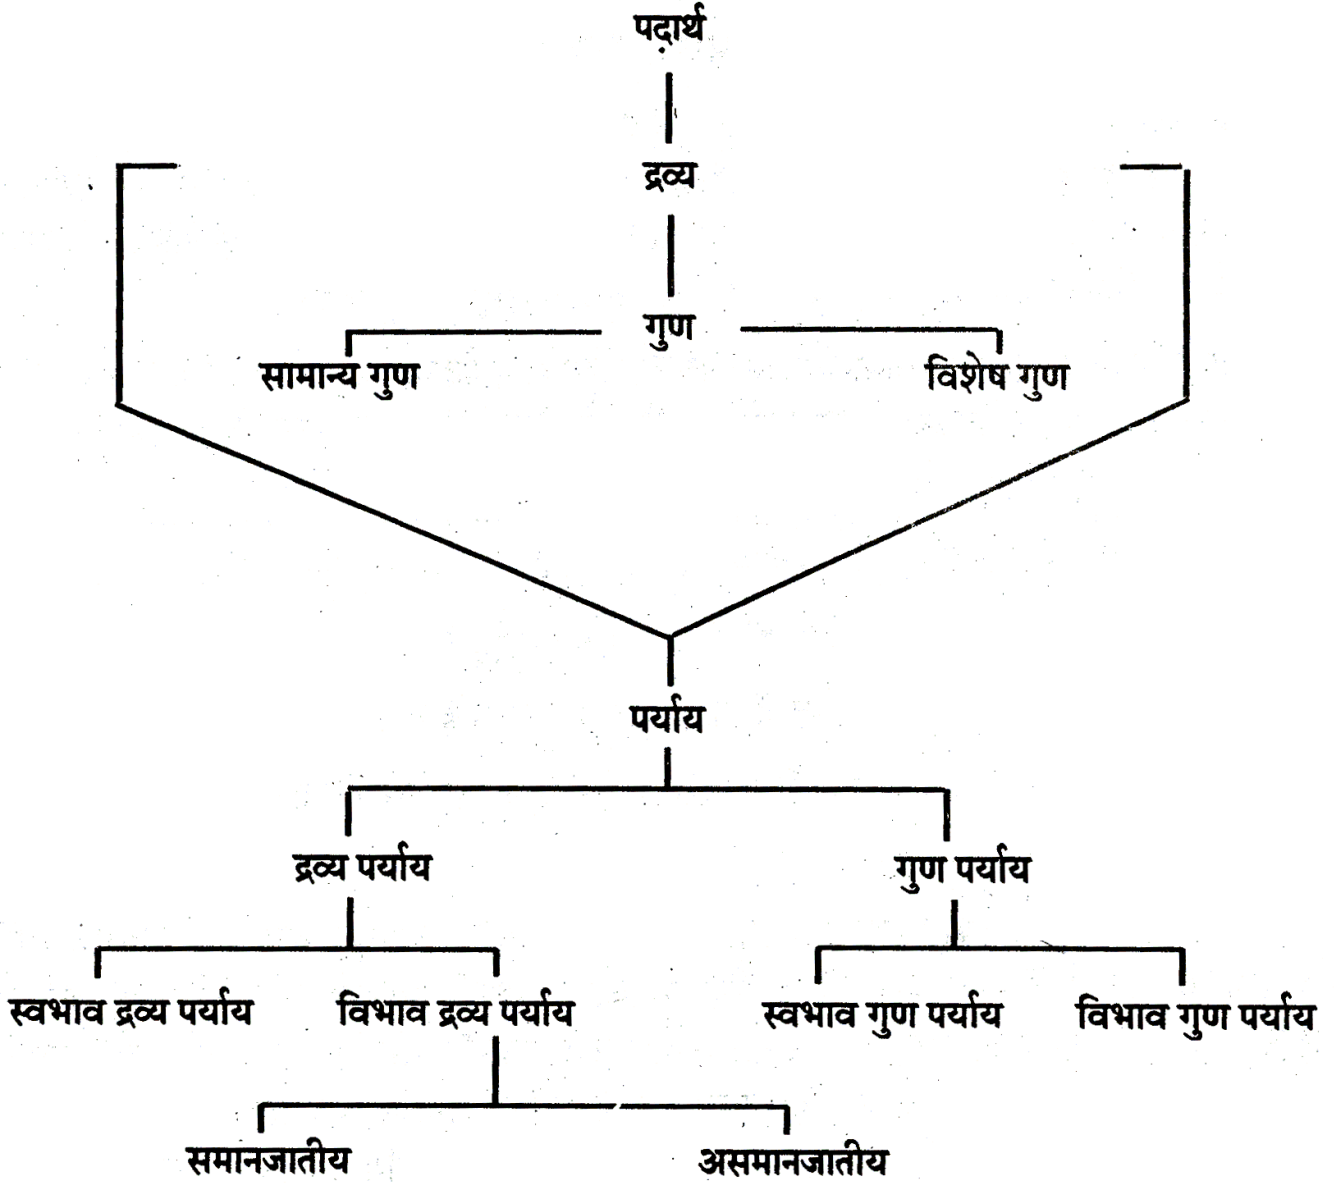 पदार्थ
द्रव्य
गुण
सामान्य गुण विशेष गुण
पर्याय
द्रव्य पर्याय गुण पर्याय
स्वभाव द्रव्य पर्याय विभाव द्रव्य पर्याय स्वभाव गुण पर्याय विभाव गुण पर्याय
समानजातीय असमानजातीय